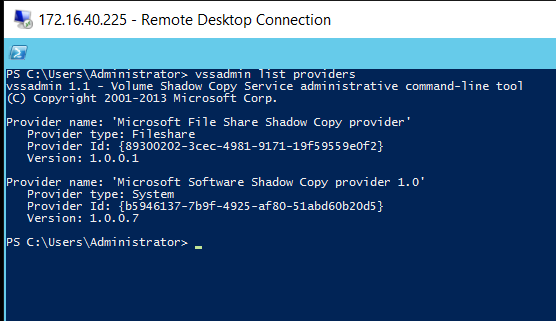 172.16.40.225 - Remote Desktop Connection
PS C:\Users\Administrator> vssadmin list providers
vssadmin 1.1 - Volume Shadow Copy Service administrative command-line tool
(C) Copyright 2001-2013 Microsoft Corp.
Provider name: 'Microsoft File Share Shadow Copy provider'
Provider type: Fileshare
Provider Id: {89300202-3cec-4981-9171-19f59559e0f2}
Version: 1.0.0.1
Provider name: 'Microsoft Software Shadow Copy provider 1.0'
Provider type: System
Provider Id: {b5946137-7b9f-4925-af80-51abd60b20d5}
Version: 1.0.0.7
PS C:\Users\Administrator> _